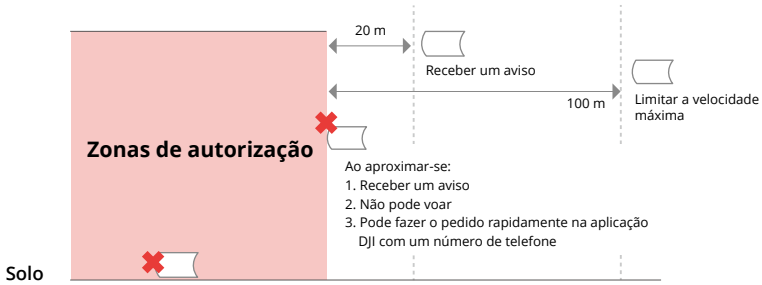 20 m
Receber um aviso
100 m
Limitar a velocidade
máxima
Zonas de autorização
Ao aproximar-se:
1. Receber um aviso
2. Não pode voar
3. Pode fazer o pedido rapidamente na aplicação
DJI com um número de telefone
Solo